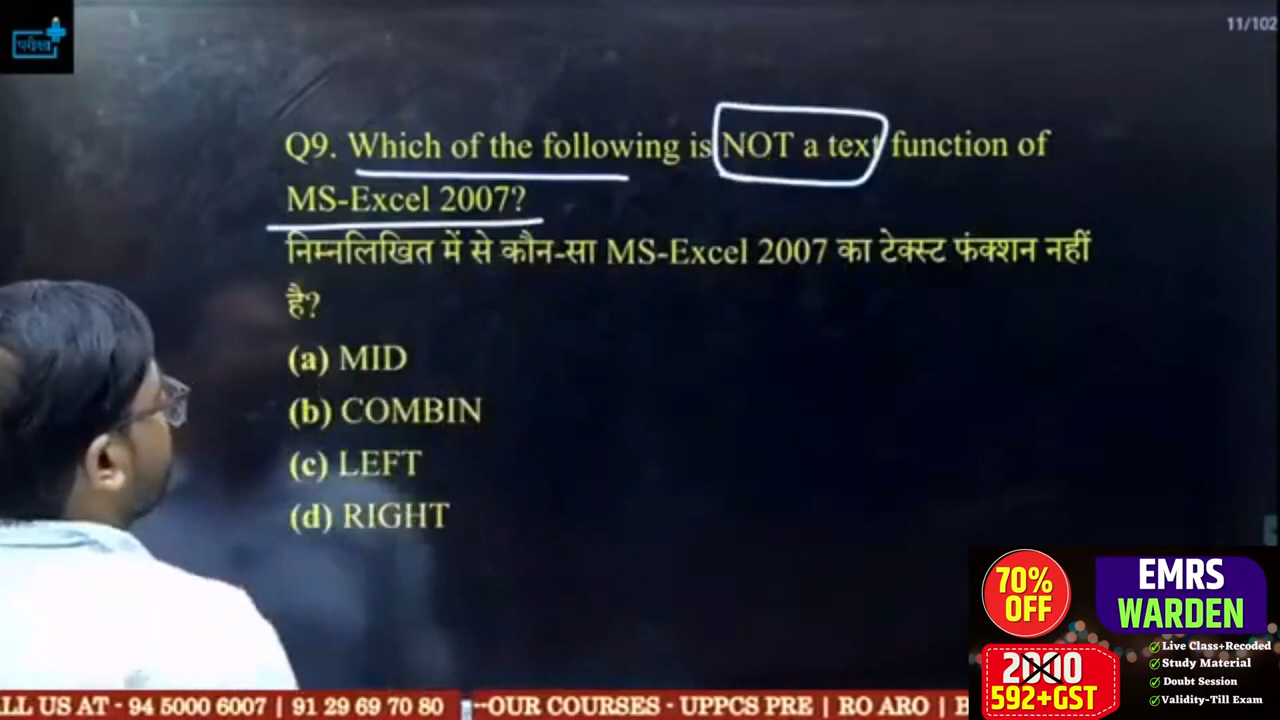 परीक्षा
11/102
Q9. Which of the following is NOT a text function of
MS-Excel 2007?
निम्नलिखित में से कौन-सा MS-Excel 2007 का टेक्स्ट फंक्शन नहीं
है?
(a) MID
(b) COMBIN
(c) LEFT
(d) RIGHT
70%
OFF
EMRS
WARDEN
2000
592+GST
Live Class+Recoded
Study Material
Doubt Session
Validity-Till Exam
LL US AT - 94 5000 6007 | 91 29 69 70 80 --OUR COURSES - UPPCS PRE | RO ARO | B